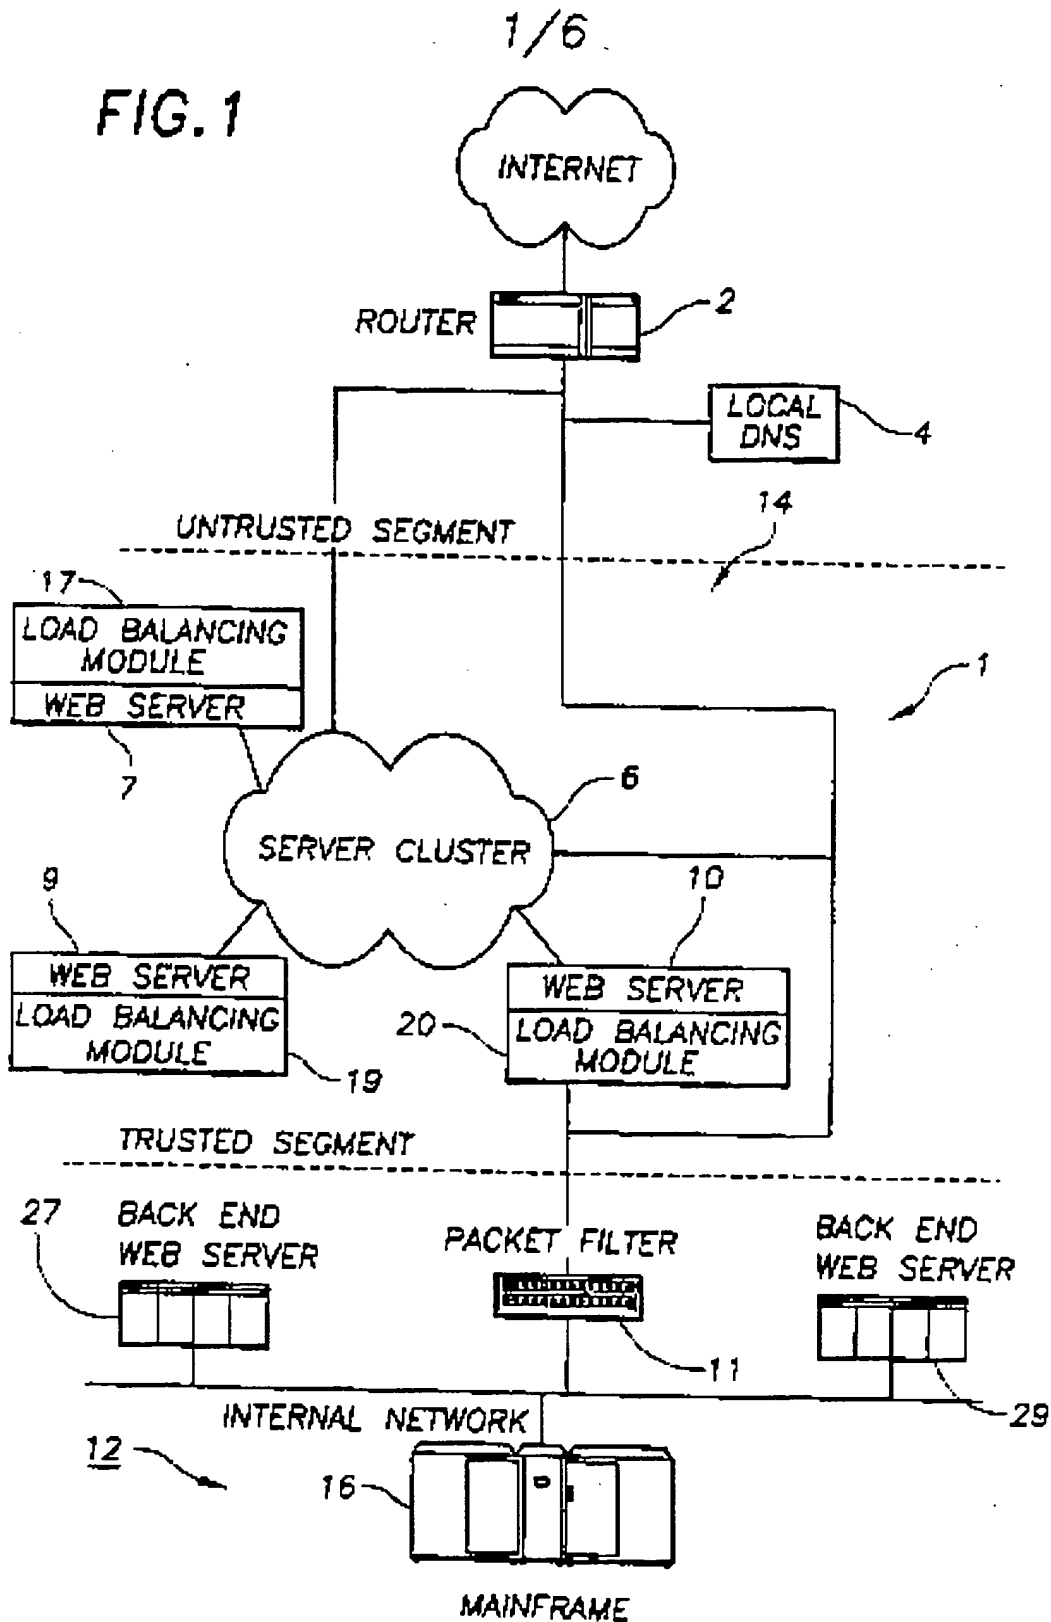 1/6
FIG. 1
INTERNET
ROUTER
2
LOCAL
DNS
4
14
UNTRUSTED SEGMENT
17
LOAD BALANCING
MODULE
WEB SERVER
7
1
6
SERVER CLUSTER
9
WEB SERVER
LOAD BALANCING
MODULE
19
10
WEB SERVER
20
LOAD BALANCING
MODULE
TRUSTED SEGMENT
27
BACK END
WEB SERVER
PACKET FILTER
11
BACK END
WEB SERVER
29
INTERNAL NETWORK
12
16
MAINFRAME